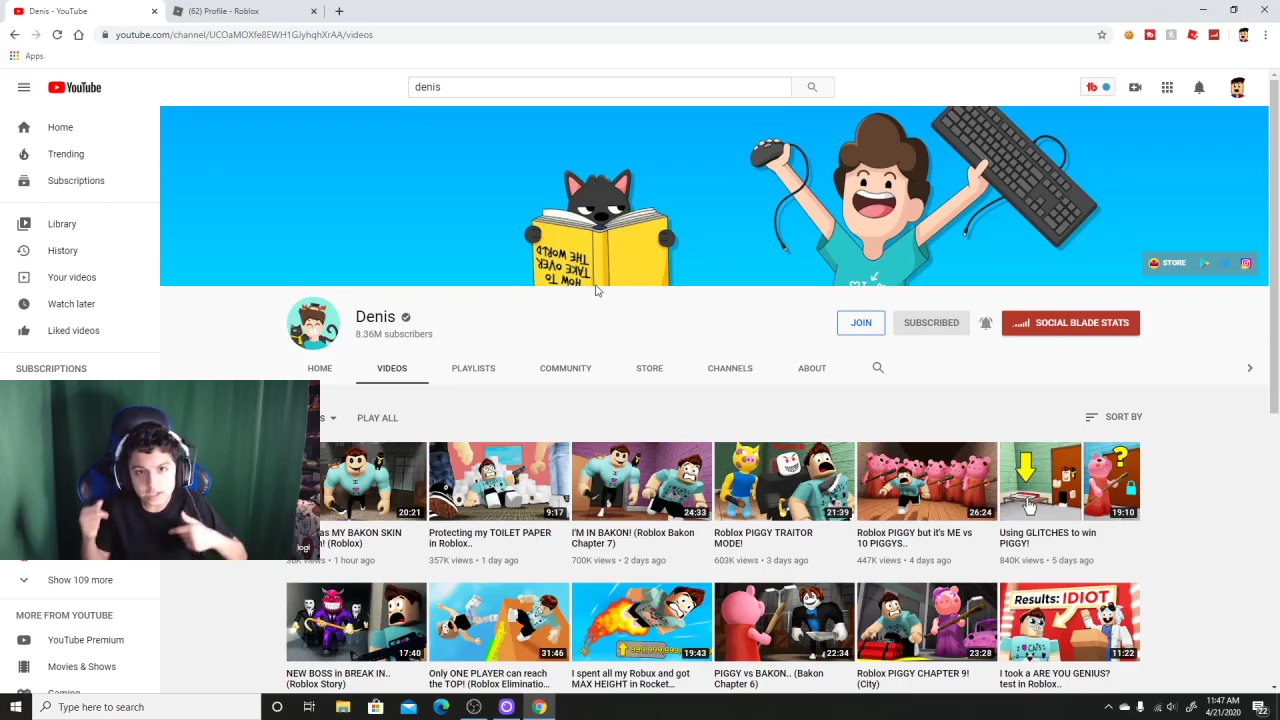 Denis - YouTube
(62) Profile - Roblox
youtube.com/channel/UCOaMOXfe8EWH1GJyhqhXrAA/videos
Apps
YouTube
denis
Home
Trending
Subscriptions
Library
History
Your videos
Watch later
Liked videos
SUBSCRIPTIONS
HOW TO
TAKE OVER
THE WORLD
STORE
Denis
8.36M subscribers
JOIN
SUBSCRIBED
SOCIAL BLADE STATS
HOME
VIDEOS
PLAYLISTS
COMMUNITY
STORE
CHANNELS
ABOUT
PLAY ALL
SORT BY
20:21
9:17
24:33
21:39
26:24
19:10
as MY BAKON SKIN
! (Roblox)
1 hour ago
Protecting my TOILET PAPER
in Roblox..
357K views • 1 day ago
I'M IN BAKON! (Roblox Bakon
Chapter 7)
700K views • 2 days ago
Roblox PIGGY TRAITOR
MODE!
603K views • 3 days ago
Roblox PIGGY but it's ME vs
10 PIGGYS..
447K views • 4 days ago
Using GLITCHES to win
PIGGY!
840K views • 5 days ago
logi
Show 109 more
MORE FROM YOUTUBE
YouTube Premium
Movies & Shows
999,999,999
Results: IDIOT
17:40
31:46
19:43
22:34
23:28
11:22
NEW BOSS in BREAK IN..
(Roblox Story)
Only ONE PLAYER can reach
the TOP! (Roblox Eliminatio...
I spent all my Robux and got
MAX HEIGHT in Rocket...
PIGGY vs BAKON.. (Bakon
Chapter 6)
Roblox PIGGY CHAPTER 9!
(City)
I took a ARE YOU GENIUS?
test in Roblox..
Type here to search
11:47 AM
4/21/2020
22